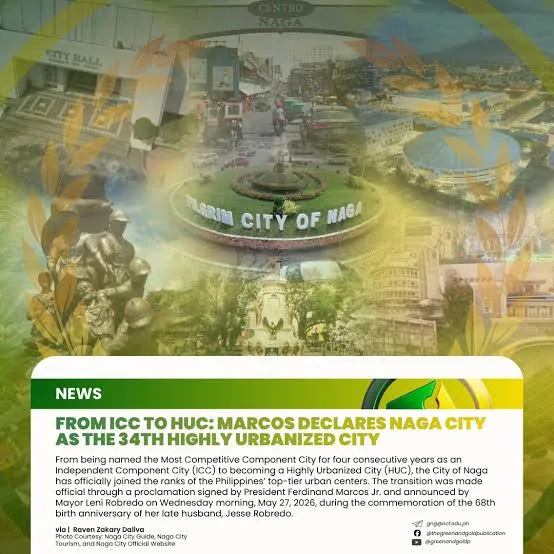 CENTRO
NAGA
CITY HALL
PILGRIM CITY OF NAGA
NEWS
FROM ICC TO HUC: MARCOS DECLARES NAGA CITY
AS THE 34TH HIGHLY URBANIZED CITY
From being named the Most Competitive Component City for four consecutive years as an
Independent Component City (ICC) to becoming a Highly Urbanized City (HUC), the City of Naga
has officially joined the ranks of the Philippines' top-tier urban centers. The transition was made
official through a proclamation signed by President Ferdinand Marcos Jr. and announced by
Mayor Leni Robredo on Wednesday morning, May 27, 2026, during the commemoration of the 68th
birth anniversary of her late husband, Jesse Robredo.
via | Raven Zakary Daliva
Photo Courtesy: Naga City Guide, Naga City
Tourism, and Naga City Official Website
gng@ncf.edu.ph
@thegreenandgoldpublication
@greenandgoldp